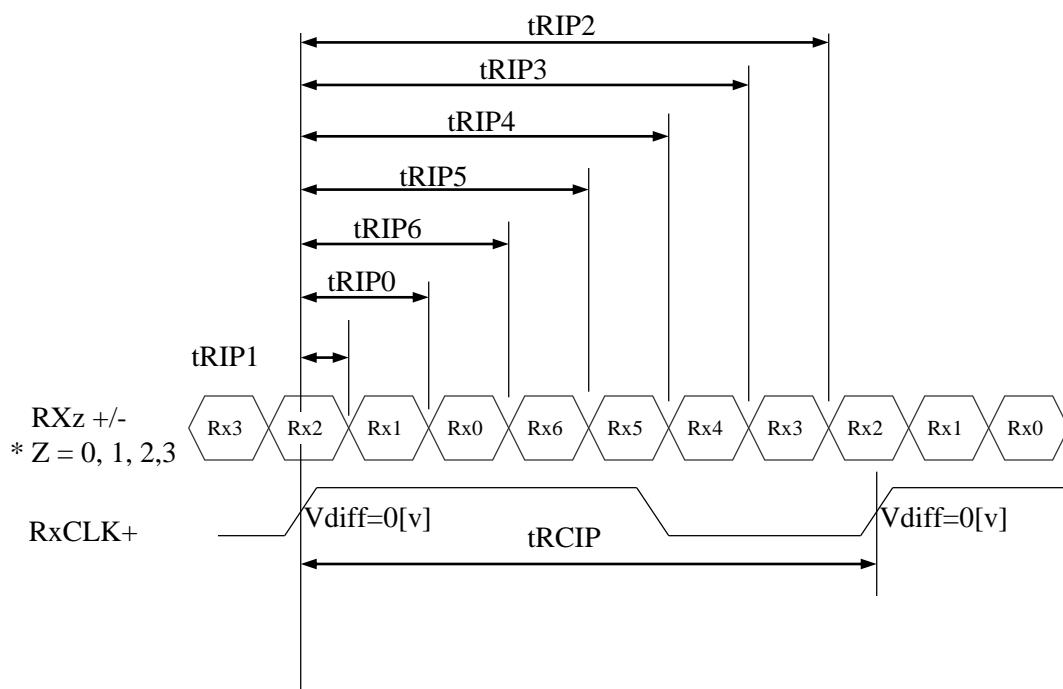 tRIP2
tRIP3
tRIP4
tRIP5
tRIP6
tRIP0
tRIP1
RXz +/-
* Z = 0, 1, 2,3
Rx3 Rx2 Rx1 Rx0 Rx6 Rx5 Rx4 Rx3 Rx2 Rx1 Rx0
RxCLK+
Vdiff=0[v] Vdiff=0[v]
tRCIP